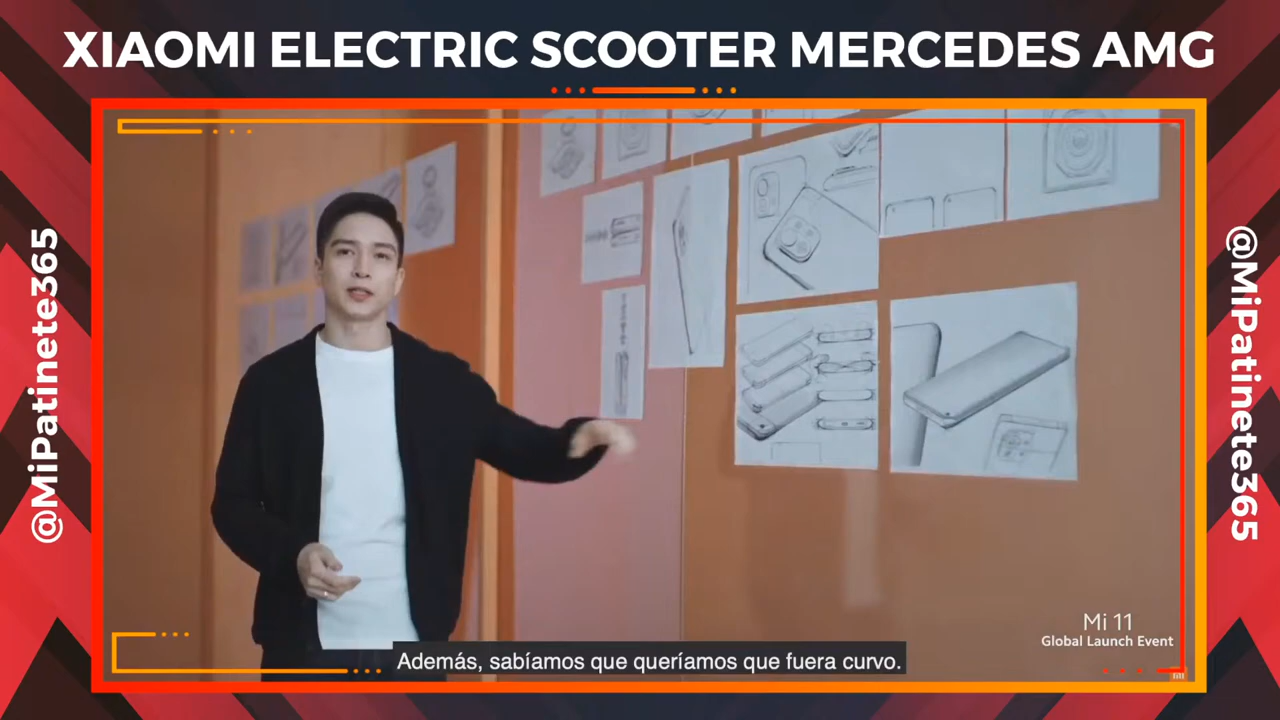 XIAOMI ELECTRIC SCOOTER MERCEDES AMG
@MiPatinete365
@MiPatinete365
Mi 11
Global Launch Event
Además, sabíamos que queríamos que fuera curvo.
mi